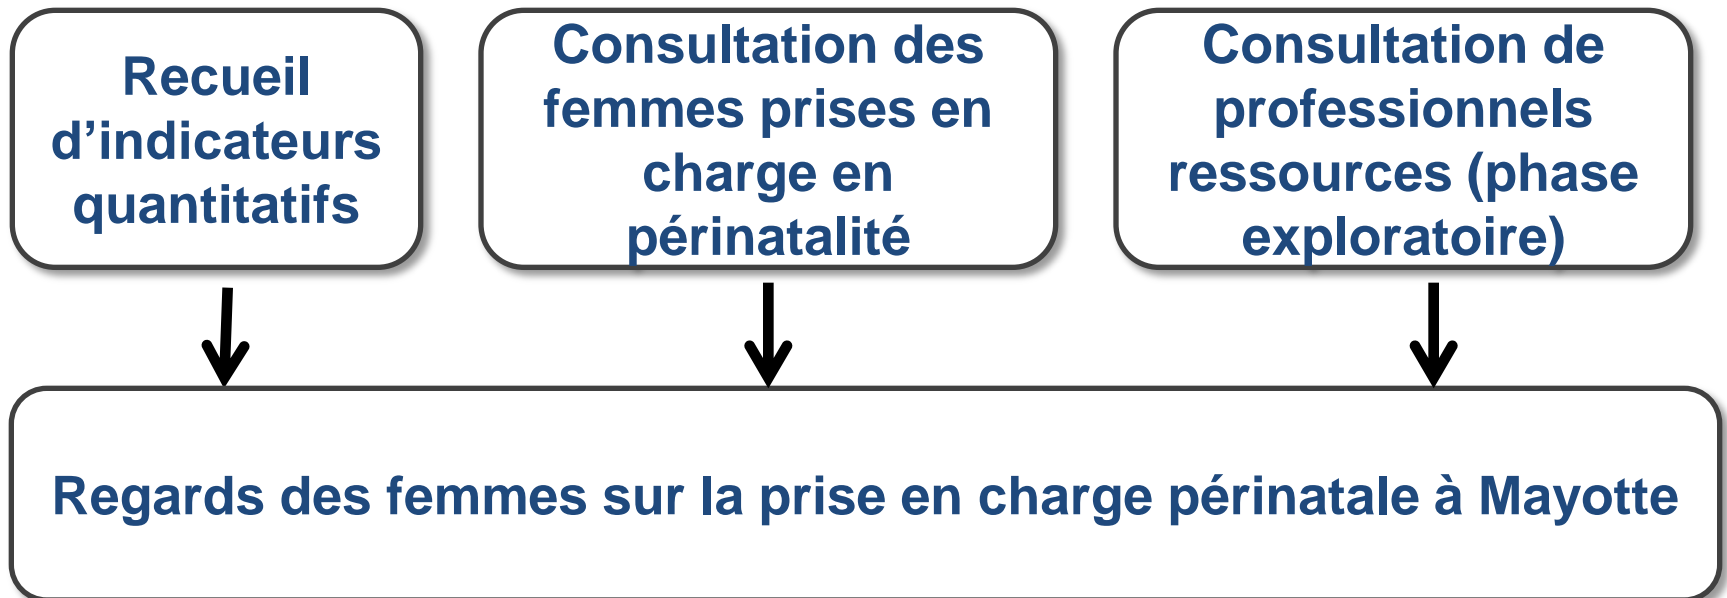 Recueil
d’indicateurs
quantitatifs
Consultation des
femmes prises en
charge en
périnatalité
Consultation de
professionnels
ressources (phase
exploratoire)
Regards des femmes sur la prise en charge périnatale à Mayotte